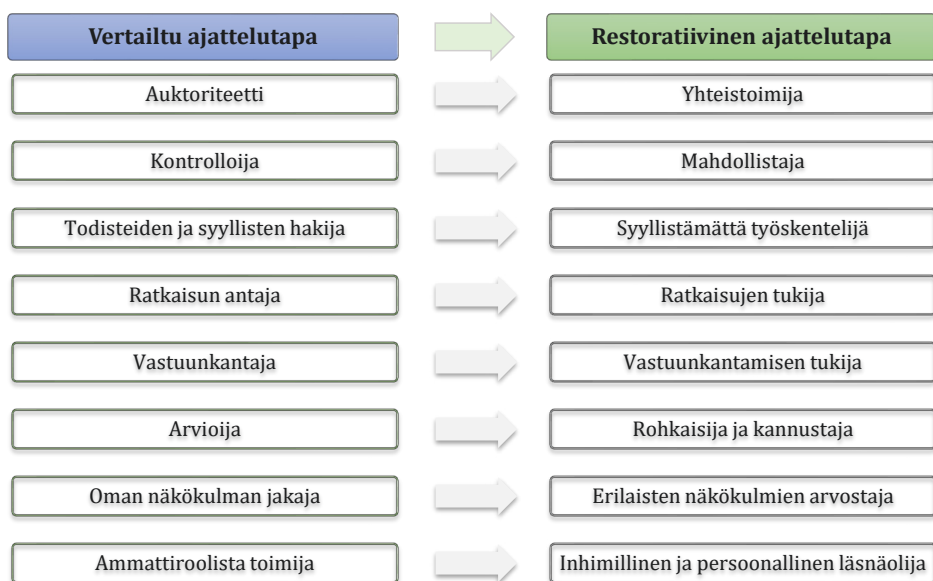 Vertailtu ajattelutapa
Restoratiivinen ajattelutapa
Auktoriteetti
Yhteistoimija
Kontrolloija
Mahdollistaja
Todisteiden ja syyllisten hakija
Syyllistämättä työskentelijä
Ratkaisun antaja
Ratkaisujen tukija
Vastuunkantaja
Vastuunkantamisen tukija
Arvioija
Rohkaisija ja kannustaja
Oman näkökulman jakaja
Erilaisten näkökulmien arvostaja
Ammattiroolista toimija
Inhimillinen ja persoonallinen läsnäolija